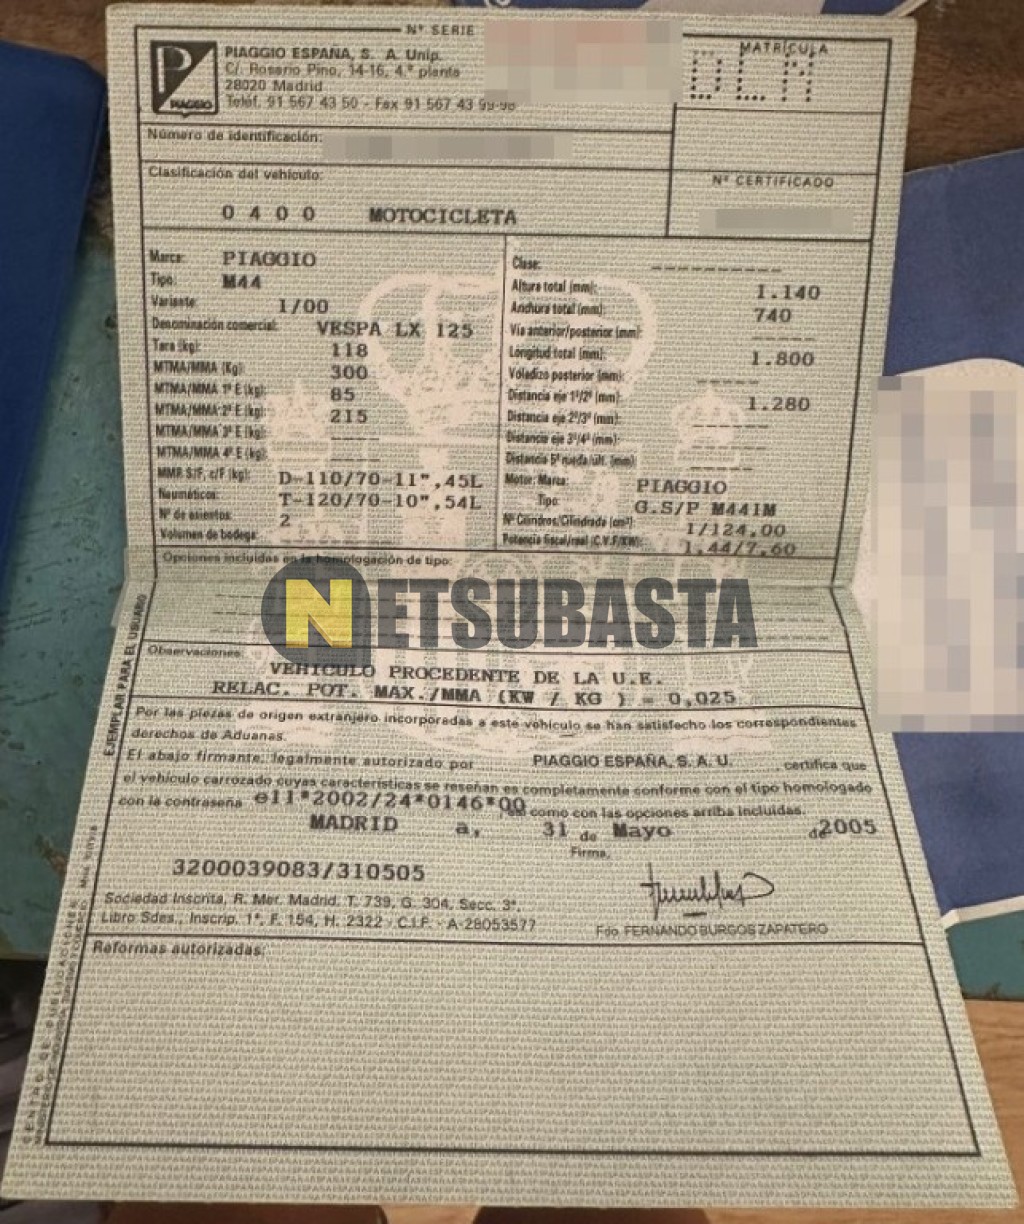 Nº SERIE
P
PIAGGIO
PIAGGIO ESPAÑA, S. A. Unip.
C/. Rosario Pino, 14-16, 4.ª planta
28020 Madrid
Teléf. 91 567 43 50 - Fax 91 567 43 99-98
MATRÍCULA
DCM
Número de identificación:
Clasificación del vehículo:
Nº CERTIFICADO
0400 MOTOCICLETA
Marca: PIAGGIO
Tipo: M44
Variante: 1/00
Denominación comercial: VESPA LX 125
Tara (kg): 118
MTMA/MMA (Kg): 300
MTMA/MMA 1º E (kg): 85
MTMA/MMA 2º E (kg): 215
MTMA/MMA 3º E (kg): ----
MTMA/MMA 4º E (kg): ----
MMR S/F, c/F (kg): D-110/70-11",45L
Neumáticos: T-120/70-10",54L
Nº de asientos: 2
Volumen de bodega:
Clase: ----------
Altura total (mm): 1.140
Anchura total (mm): 740
Vía anterior/posterior (mm): -----
Longitud total (mm): 1.800
Voladizo posterior (mm): -----
Distancia eje 1º/2º (mm): 1.280
Distancia eje 2º/3º (mm): ------
Distancia eje 3º/4º (mm): -----
Distancia 5ª rueda/últ. (mm): -----
Motor: Marca: PIAGGIO
Tipo: G.S/P M441M
Nº Cilindros/Cilindrada (cm³): 1/124,00
Potencia fiscal/real (C.V.F/KW): 1,44/7,60
Opciones incluidas en la homologación de tipo:
NETSUBASTA
Observaciones:
VEHICULO PROCEDENTE DE LA U.E.
RELAC. POT. MAX./MMA (KW / KG ) = 0,025
Por las piezas de origen extranjero incorporadas a este vehículo se han satisfecho los correspondientes
derechos de Aduanas.
El abajo firmante, legalmente autorizado por PIAGGIO ESPAÑA, S. A. U. certifica que
el vehículo carrozado cuyas características se reseñan es completamente conforme con el tipo homologado
con la contraseña e11*2002/24*0146*00, así como con las opciones arriba incluidas.
MADRID a, 31 de Mayo d2005
Firma,
3200039083/310505
Sociedad Inscrita, R. Mer. Madrid, T. 739, G. 304, Secc. 3ª,
Libro Sdes., Inscrip. 1ª, F. 154, H. 2322 - C.I.F. - A-28053577
Fdo. FERNANDO BURGOS ZAPATERO
Reformas autorizadas:
EJEMPLAR PARA EL USUARIO